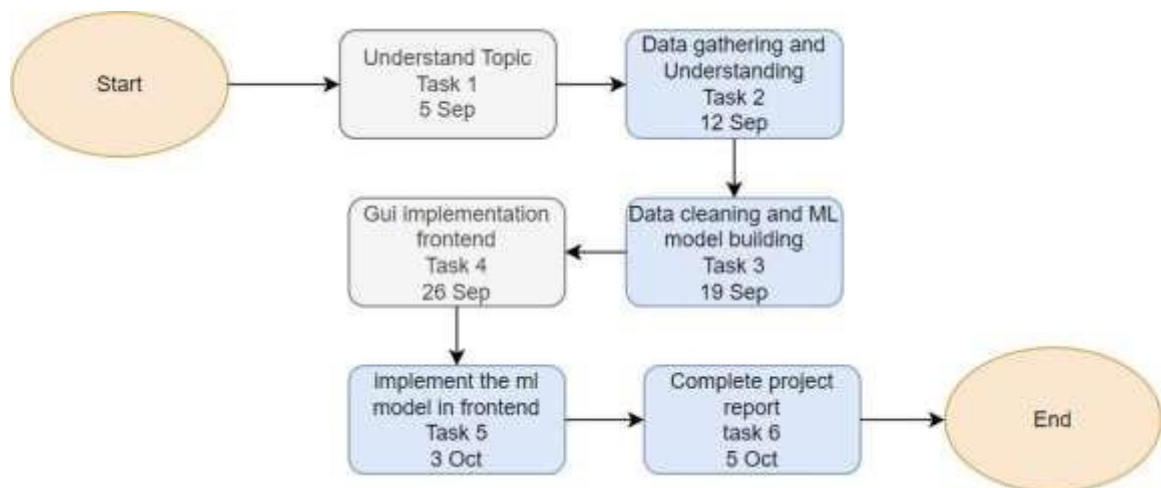 Start
Understand Topic
Task 1
5 Sep
Data gathering and
Understanding
Task 2
12 Sep
Data cleaning and ML
model building
Task 3
19 Sep
Gui implementation
frontend
Task 4
26 Sep
Implement the ml
model in frontend
Task 5
3 Oct
Complete project
report
task 6
5 Oct
End